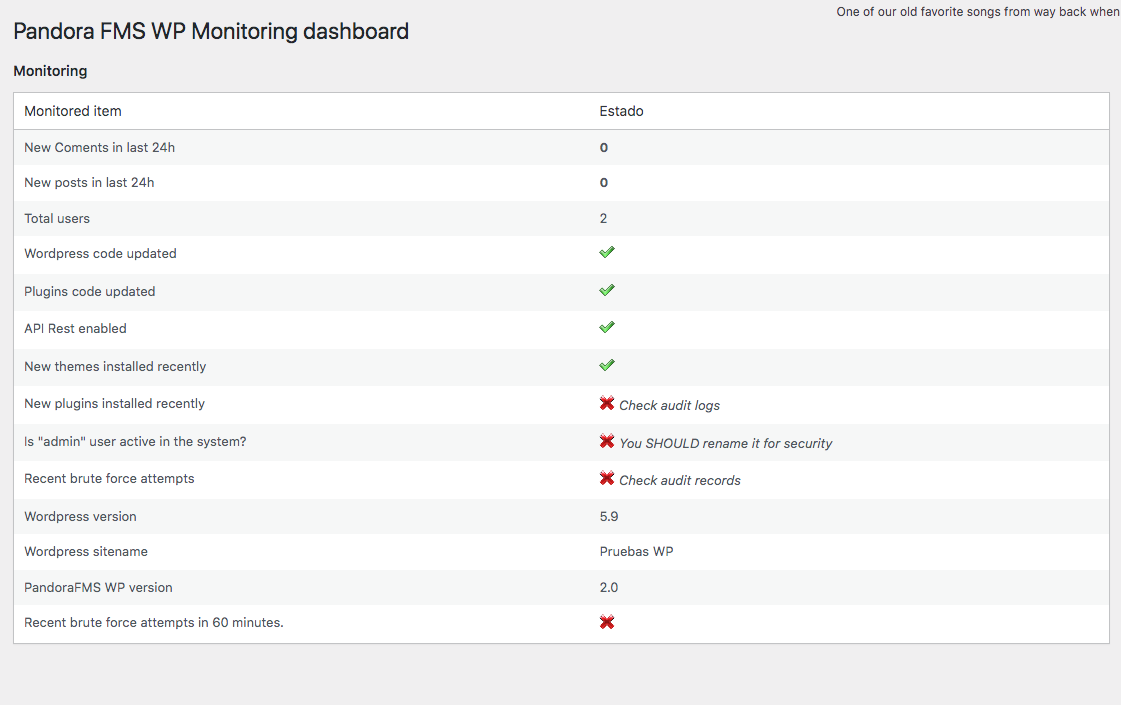 One of our old favorite songs from way back when
Pandora FMS WP Monitoring dashboard
Monitoring
Monitored item Estado
New Coments in last 24h 0
New posts in last 24h 0
Total users 2
Wordpress code updated
Plugins code updated
API Rest enabled
New themes installed recently
New plugins installed recently Check audit logs
Is "admin" user active in the system? You SHOULD rename it for security
Recent brute force attempts Check audit records
Wordpress version 5.9
Wordpress sitename Pruebas WP
PandoraFMS WP version 2.0
Recent brute force attempts in 60 minutes.